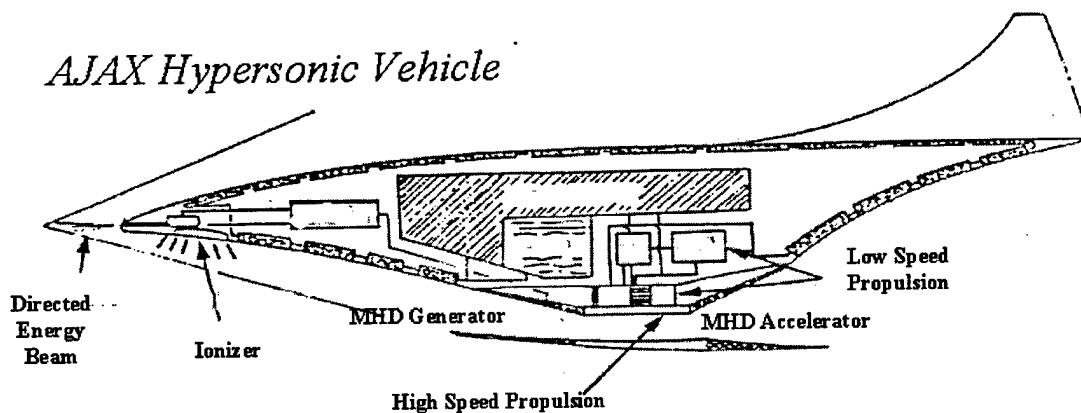 AJAX Hypersonic Vehicle
Low Speed
Propulsion
Directed
Energy
Beam
Ionizer
MHD Generator
MHD Accelerator
High Speed Propulsion